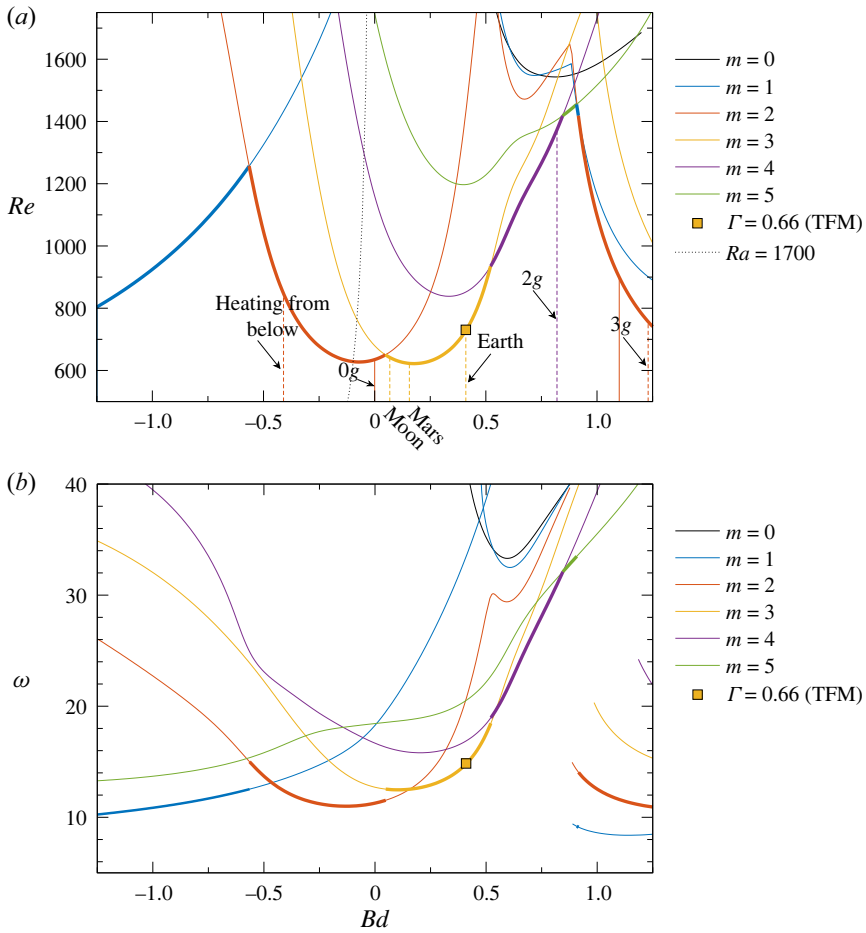 (a)
1600
1400
1200
1000
800
600
Re
Heating from
below
0g
Moon
Mars
Earth
2g
3g
−1.0
−0.5
0
0.5
1.0
m = 0
m = 1
m = 2
m = 3
m = 4
m = 5
Γ = 0.66 (TFM)
Ra = 1700
(b)
40
30
20
10
ω
−1.0
−0.5
0
0.5
1.0
Bd
m = 0
m = 1
m = 2
m = 3
m = 4
m = 5
Γ = 0.66 (TFM)